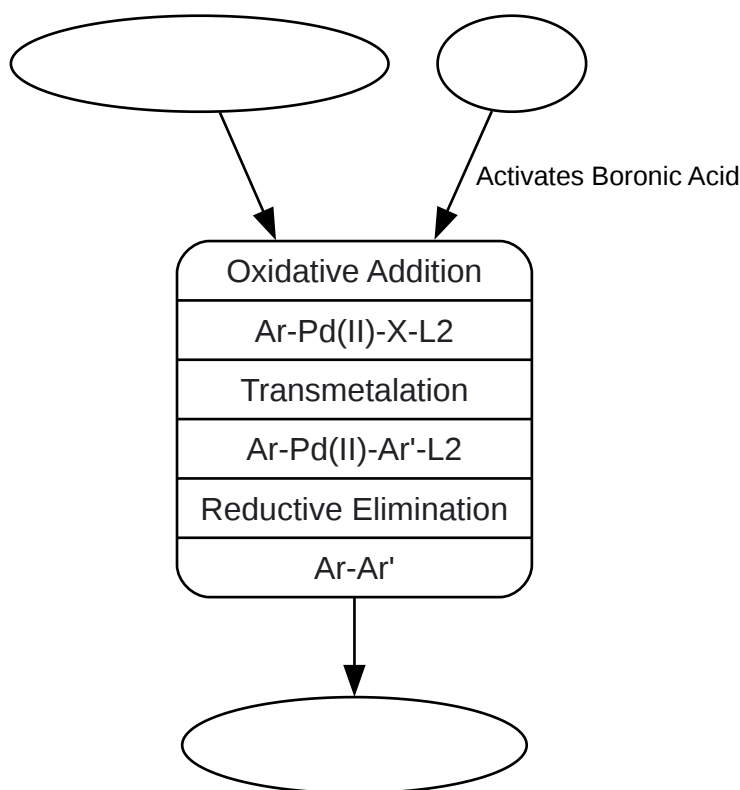 Activates Boronic Acid
Oxidative Addition
Ar-Pd(II)-X-L2
Transmetalation
Ar-Pd(II)-Ar'-L2
Reductive Elimination
Ar-Ar'